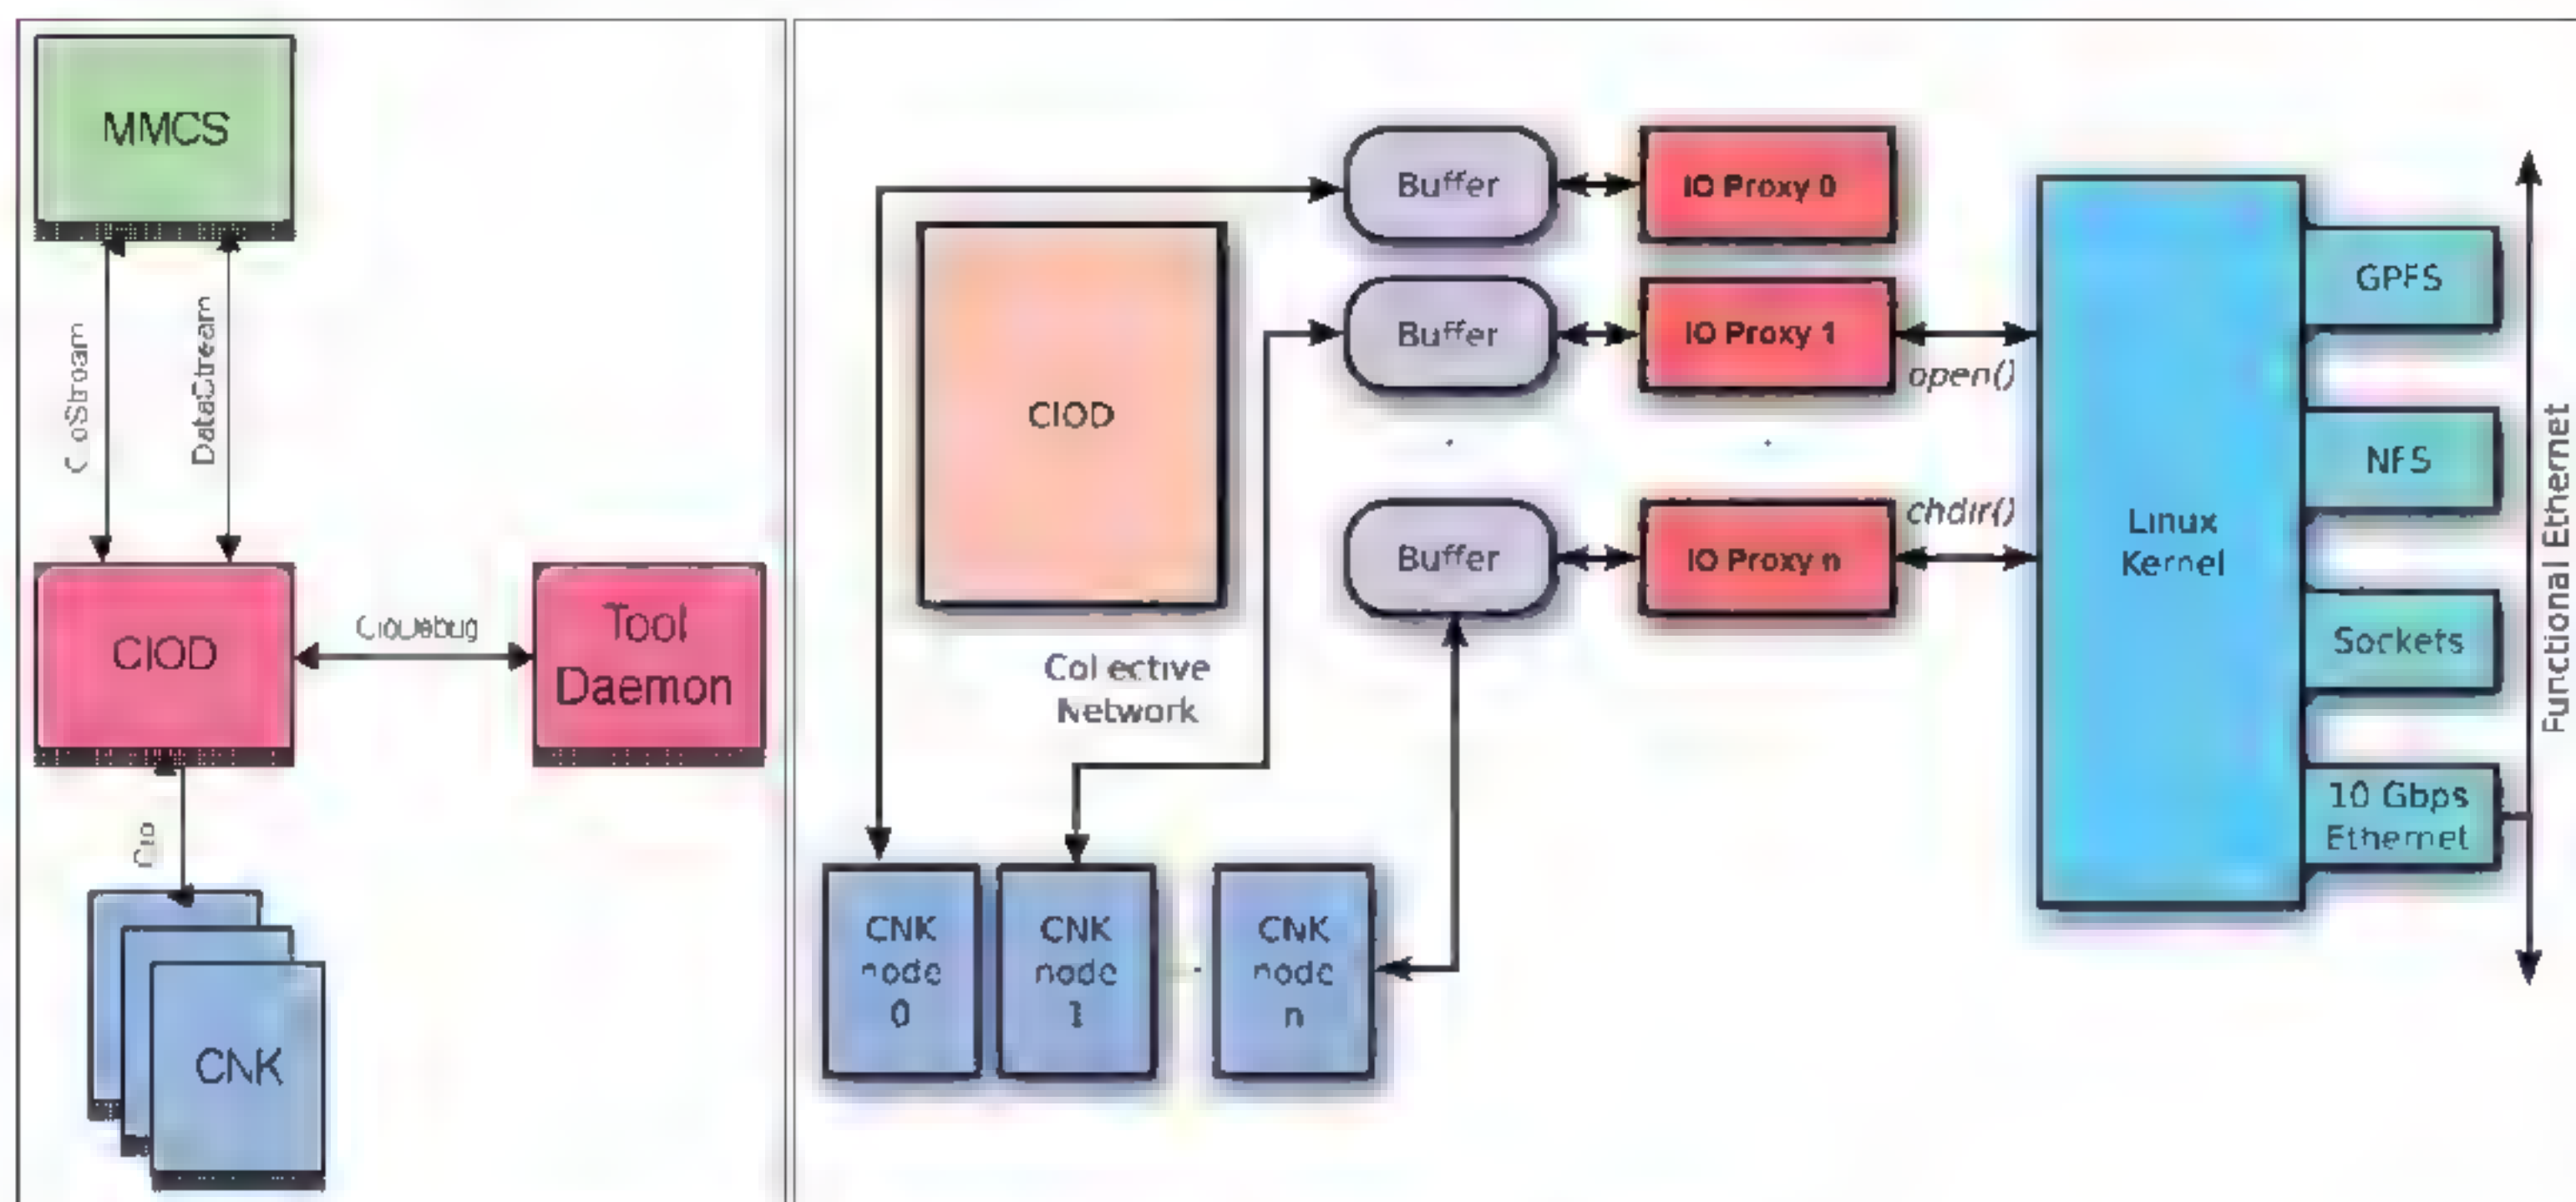 MMCS
DataStream
CIOD
CioDebug
Tool
Daemon
Cio
CNK
CIOD
Collective
Network
Buffer
IO Proxy 0
Buffer
IO Proxy 1
open()
Buffer
IO Proxy n
chdir()
CNK
node
0
CNK
node
1
CNK
node
n
Linux
Kernel
GPFS
NFS
Sockets
10 Gbps
Ethernet
Functional Ethernet